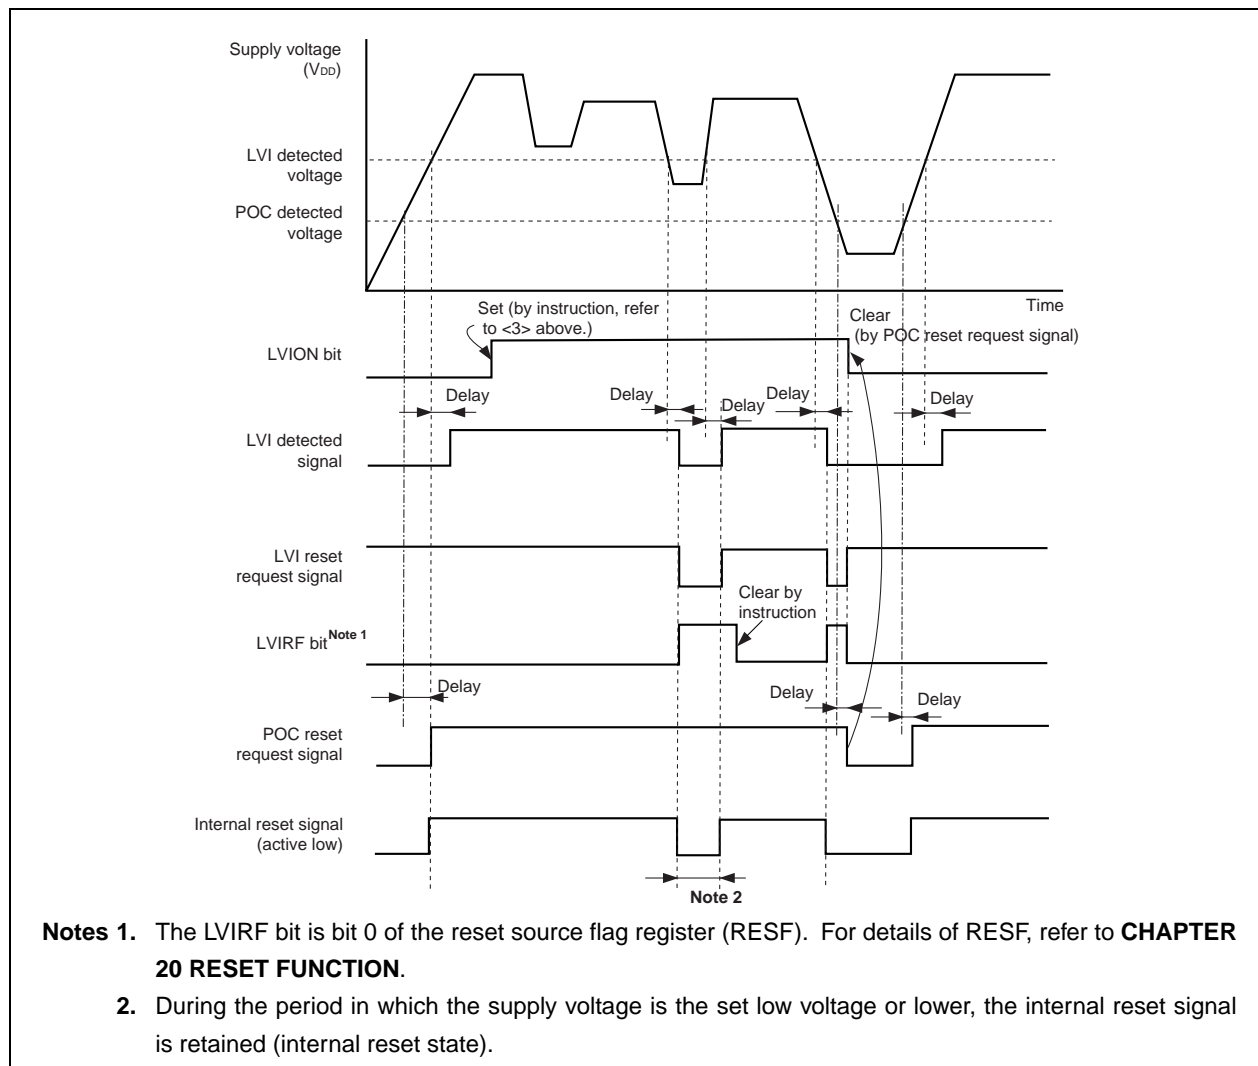 Supply voltage
(VDD)
LVI detected
voltage
POC detected
voltage
Time
Set (by instruction, refer
to <3> above.)
Clear
(by POC reset request signal)
LVION bit
Delay
Delay
Delay
Delay
Delay
LVI detected
signal
LVI reset
request signal
Clear by
instruction
LVIRF bit Note 1
Delay
Delay
Delay
POC reset
request signal
Internal reset signal
(active low)
Note 2
Notes 1. The LVIRF bit is bit 0 of the reset source flag register (RESF). For details of RESF, refer to CHAPTER
20 RESET FUNCTION.
2. During the period in which the supply voltage is the set low voltage or lower, the internal reset signal
is retained (internal reset state).